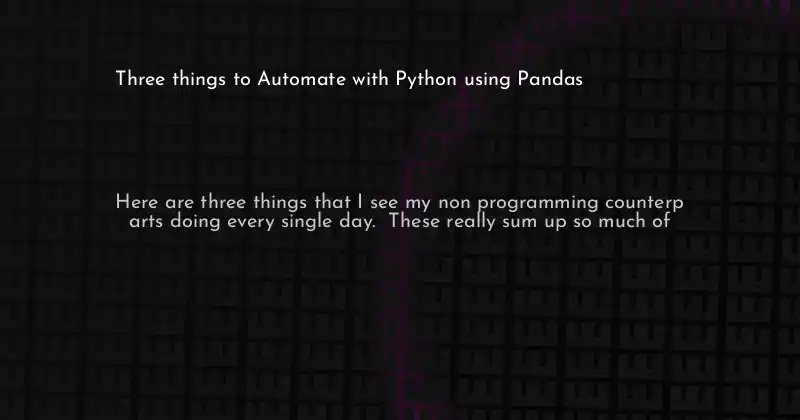 Three things to Automate with Python using Pandas
Here are three things that I see my non programming counterp
arts doing every single day.  These really sum up so much of